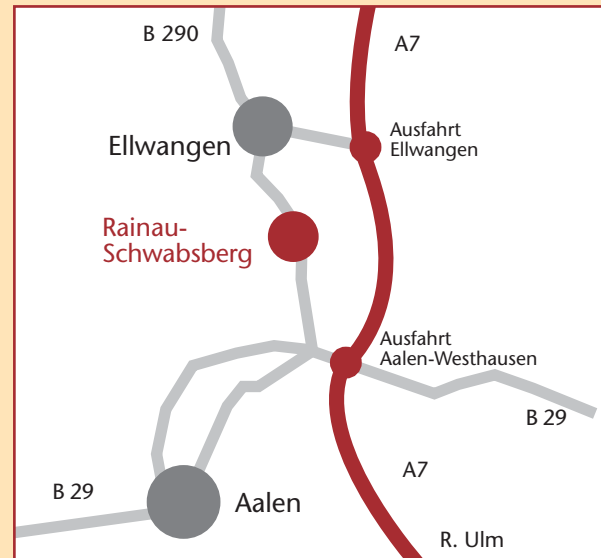 B 290
A7
Ausfahrt
Ellwangen
Ellwangen
Rainau-
Schwabsberg
Ausfahrt
Aalen-Westhausen
B 29
A7
B 29
Aalen
R. Ulm